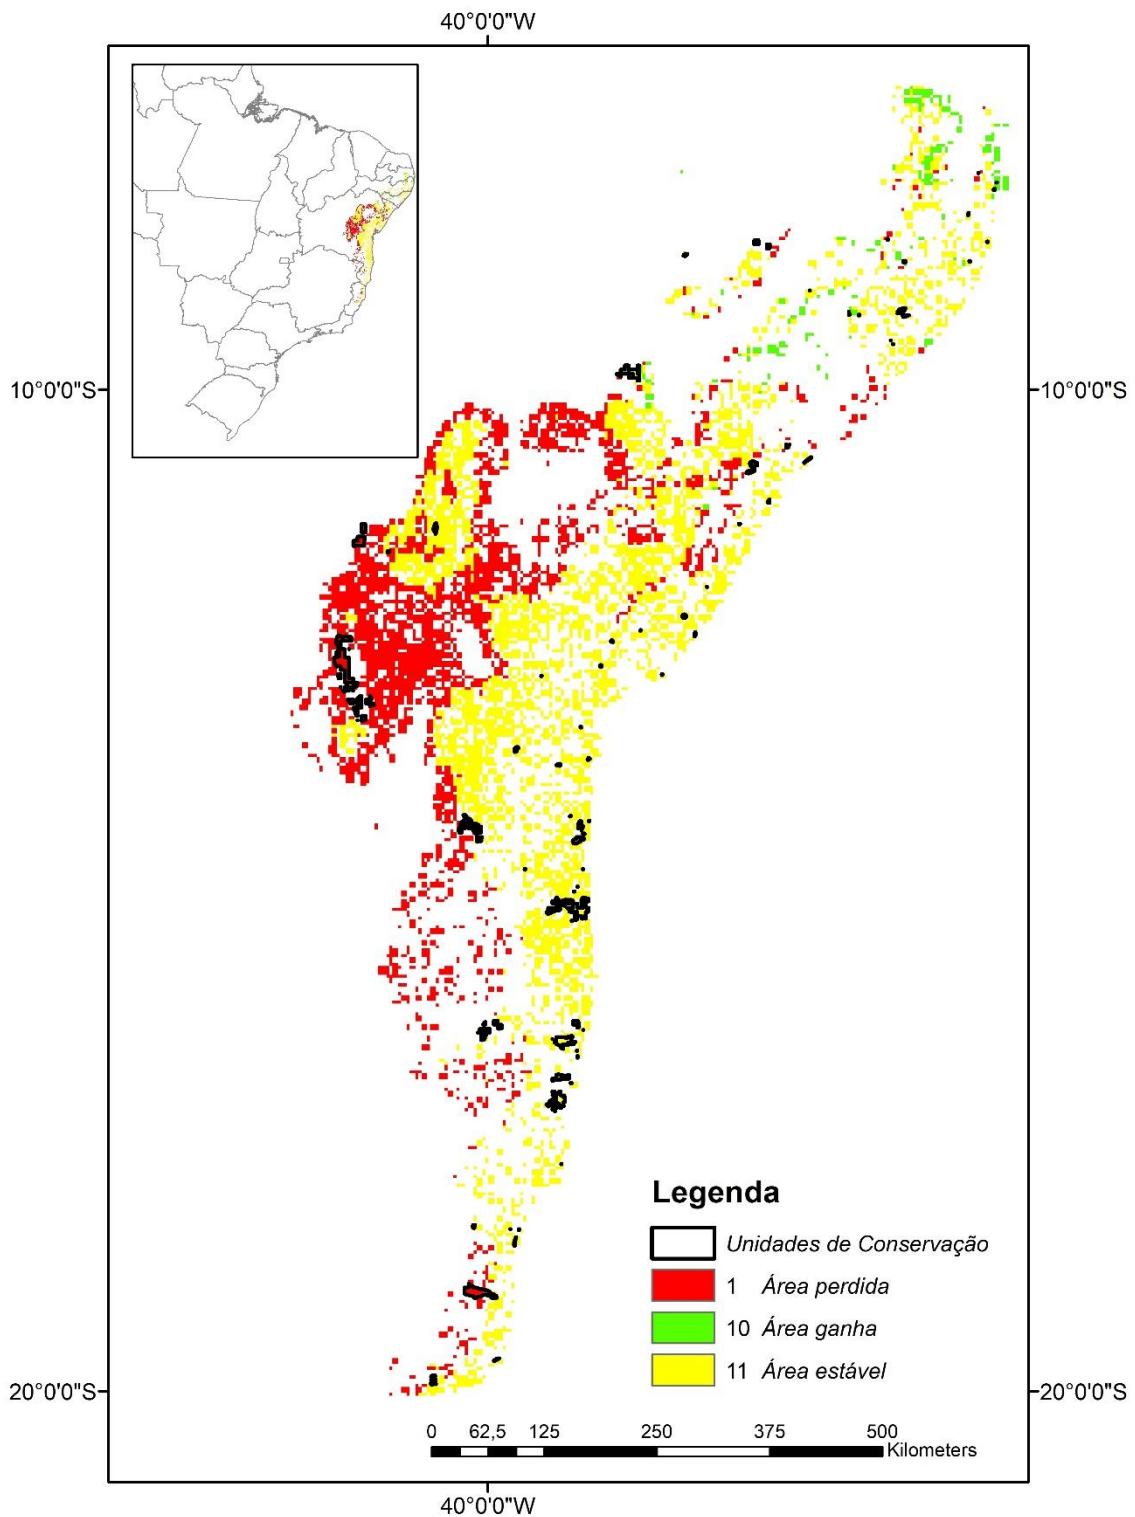 40°0'0"W
10°0'0"S
10°0'0"S
Legenda
Unidades de Conservação
1 Área perdida
10 Área ganha
11 Área estável
20°0'0"S
20°0'0"S
0 62,5 125 250 375 500
Kilometers
40°0'0"W